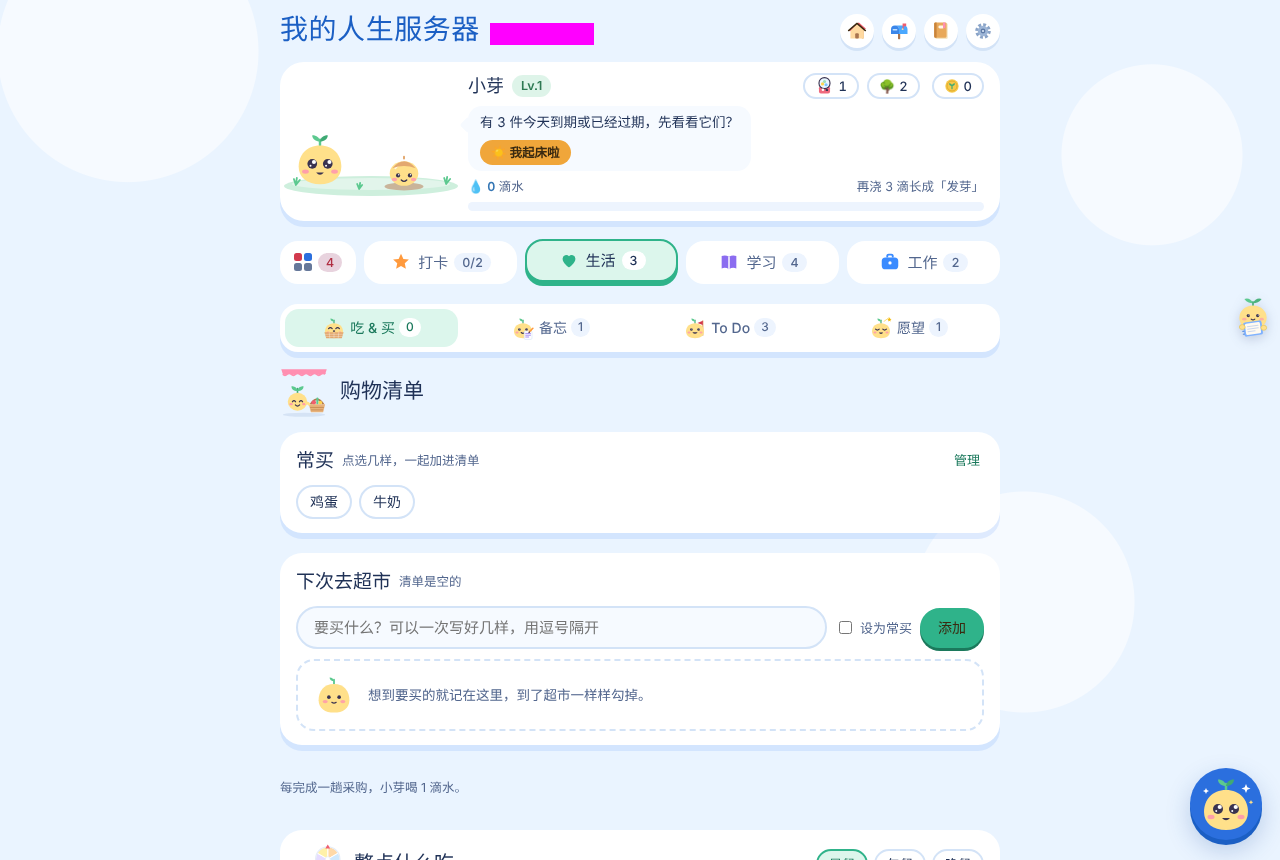 我的人生服务器
小芽 Lv.1 1 2 0
有 3 件今天到期或已经过期，先看看它们?
我起床啦
0 滴水 再浇 3 滴长成「发芽」
4 打卡 0/2 生活 3 学习 4 工作 2
吃 & 买 0 备忘 1 To Do 3 愿望 1
购物清单
常买 点选几样，一起加进清单 管理
鸡蛋 牛奶
下次去超市 清单是空的
要买什么？可以一次写好几样，用逗号隔开 设为常买 添加
想到要买的就记在这里，到了超市一样样勾掉。
每完成一趟采购，小芽喝 1 滴水。